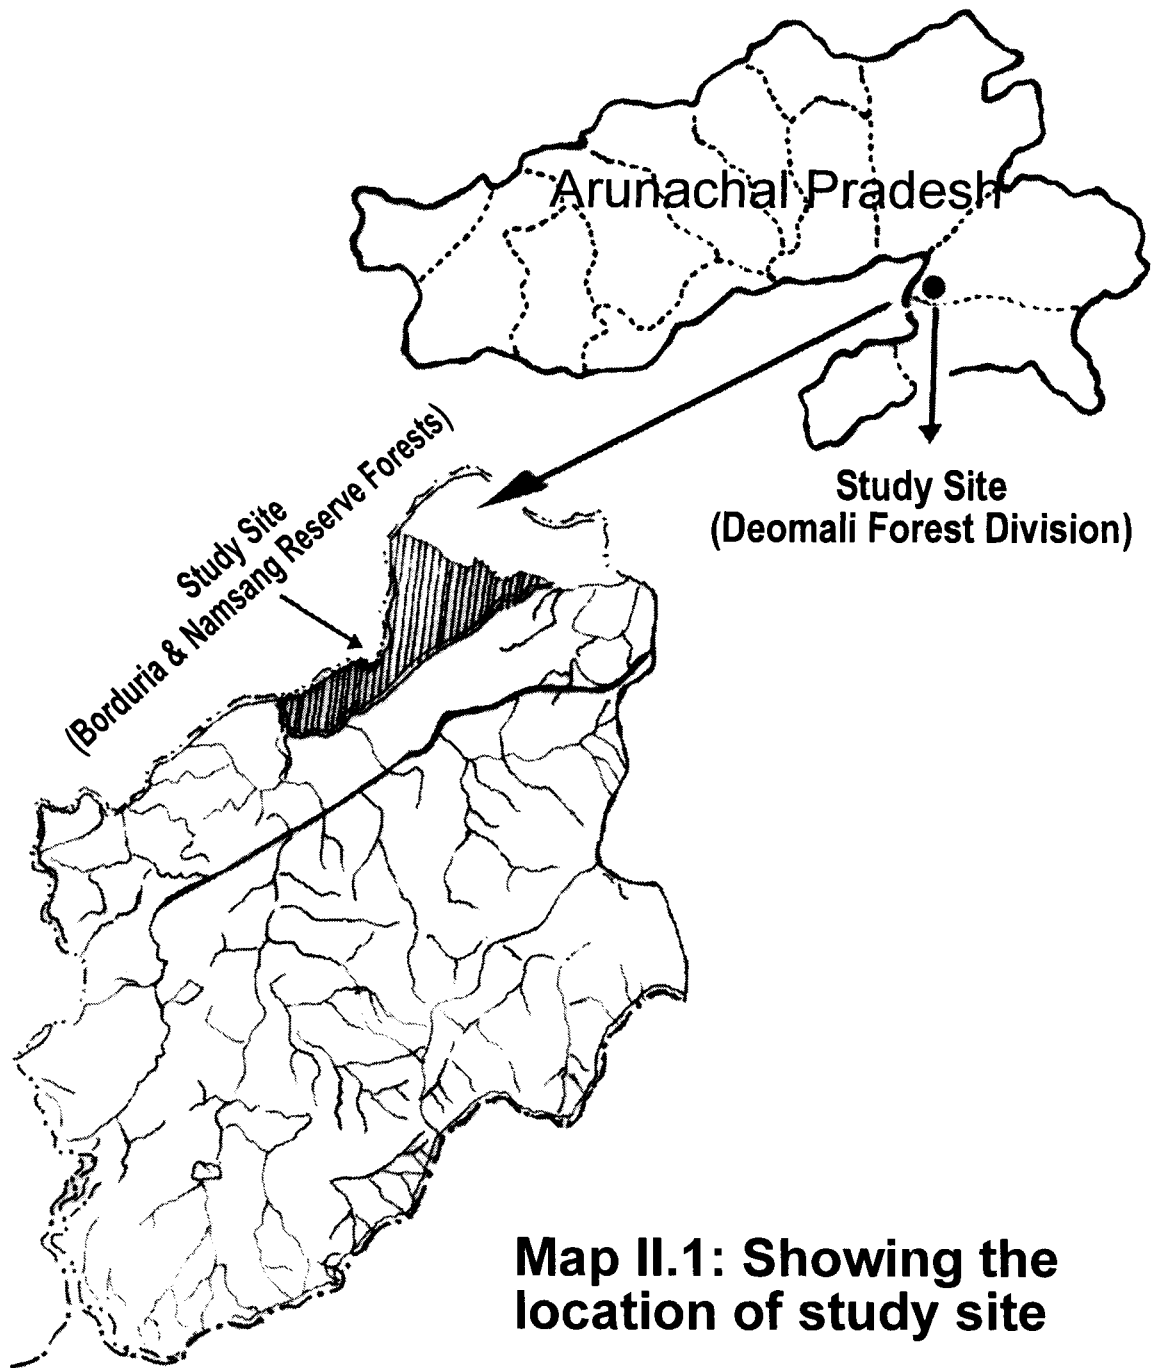 Arunachal Pradesh
Study Site
(Deomali Forest Division)
Study Site
(Borduria & Namsang Reserve Forests)
Map II.1: Showing the
location of study site